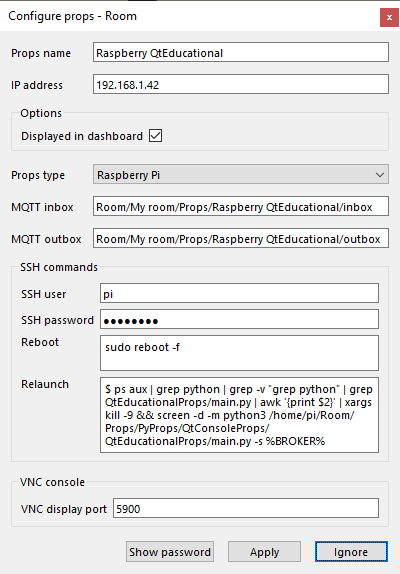 Configure props - Room
Props name Raspberry QtEducational
IP address 192.168.1.42
Options
Displayed in dashboard
Props type Raspberry Pi
MQTT inbox Room/My room/Props/Raspberry QtEducational/inbox
MQTT outbox Room/My room/Props/Raspberry QtEducational/outbox
SSH commands
SSH user pi
SSH password ●●●●●●●●
Reboot sudo reboot -f
Relaunch $ ps aux | grep python | grep -v "grep python" | grep
QtEducationalProps/main.py | awk '{print $2}' | xargs
kill -9 && screen -d -m python3 /home/pi/Room/
Props/PyProps/QtConsoleProps/
QtEducationalProps/main.py -s %BROKER%
VNC console
VNC display port 5900
Show password Apply Ignore